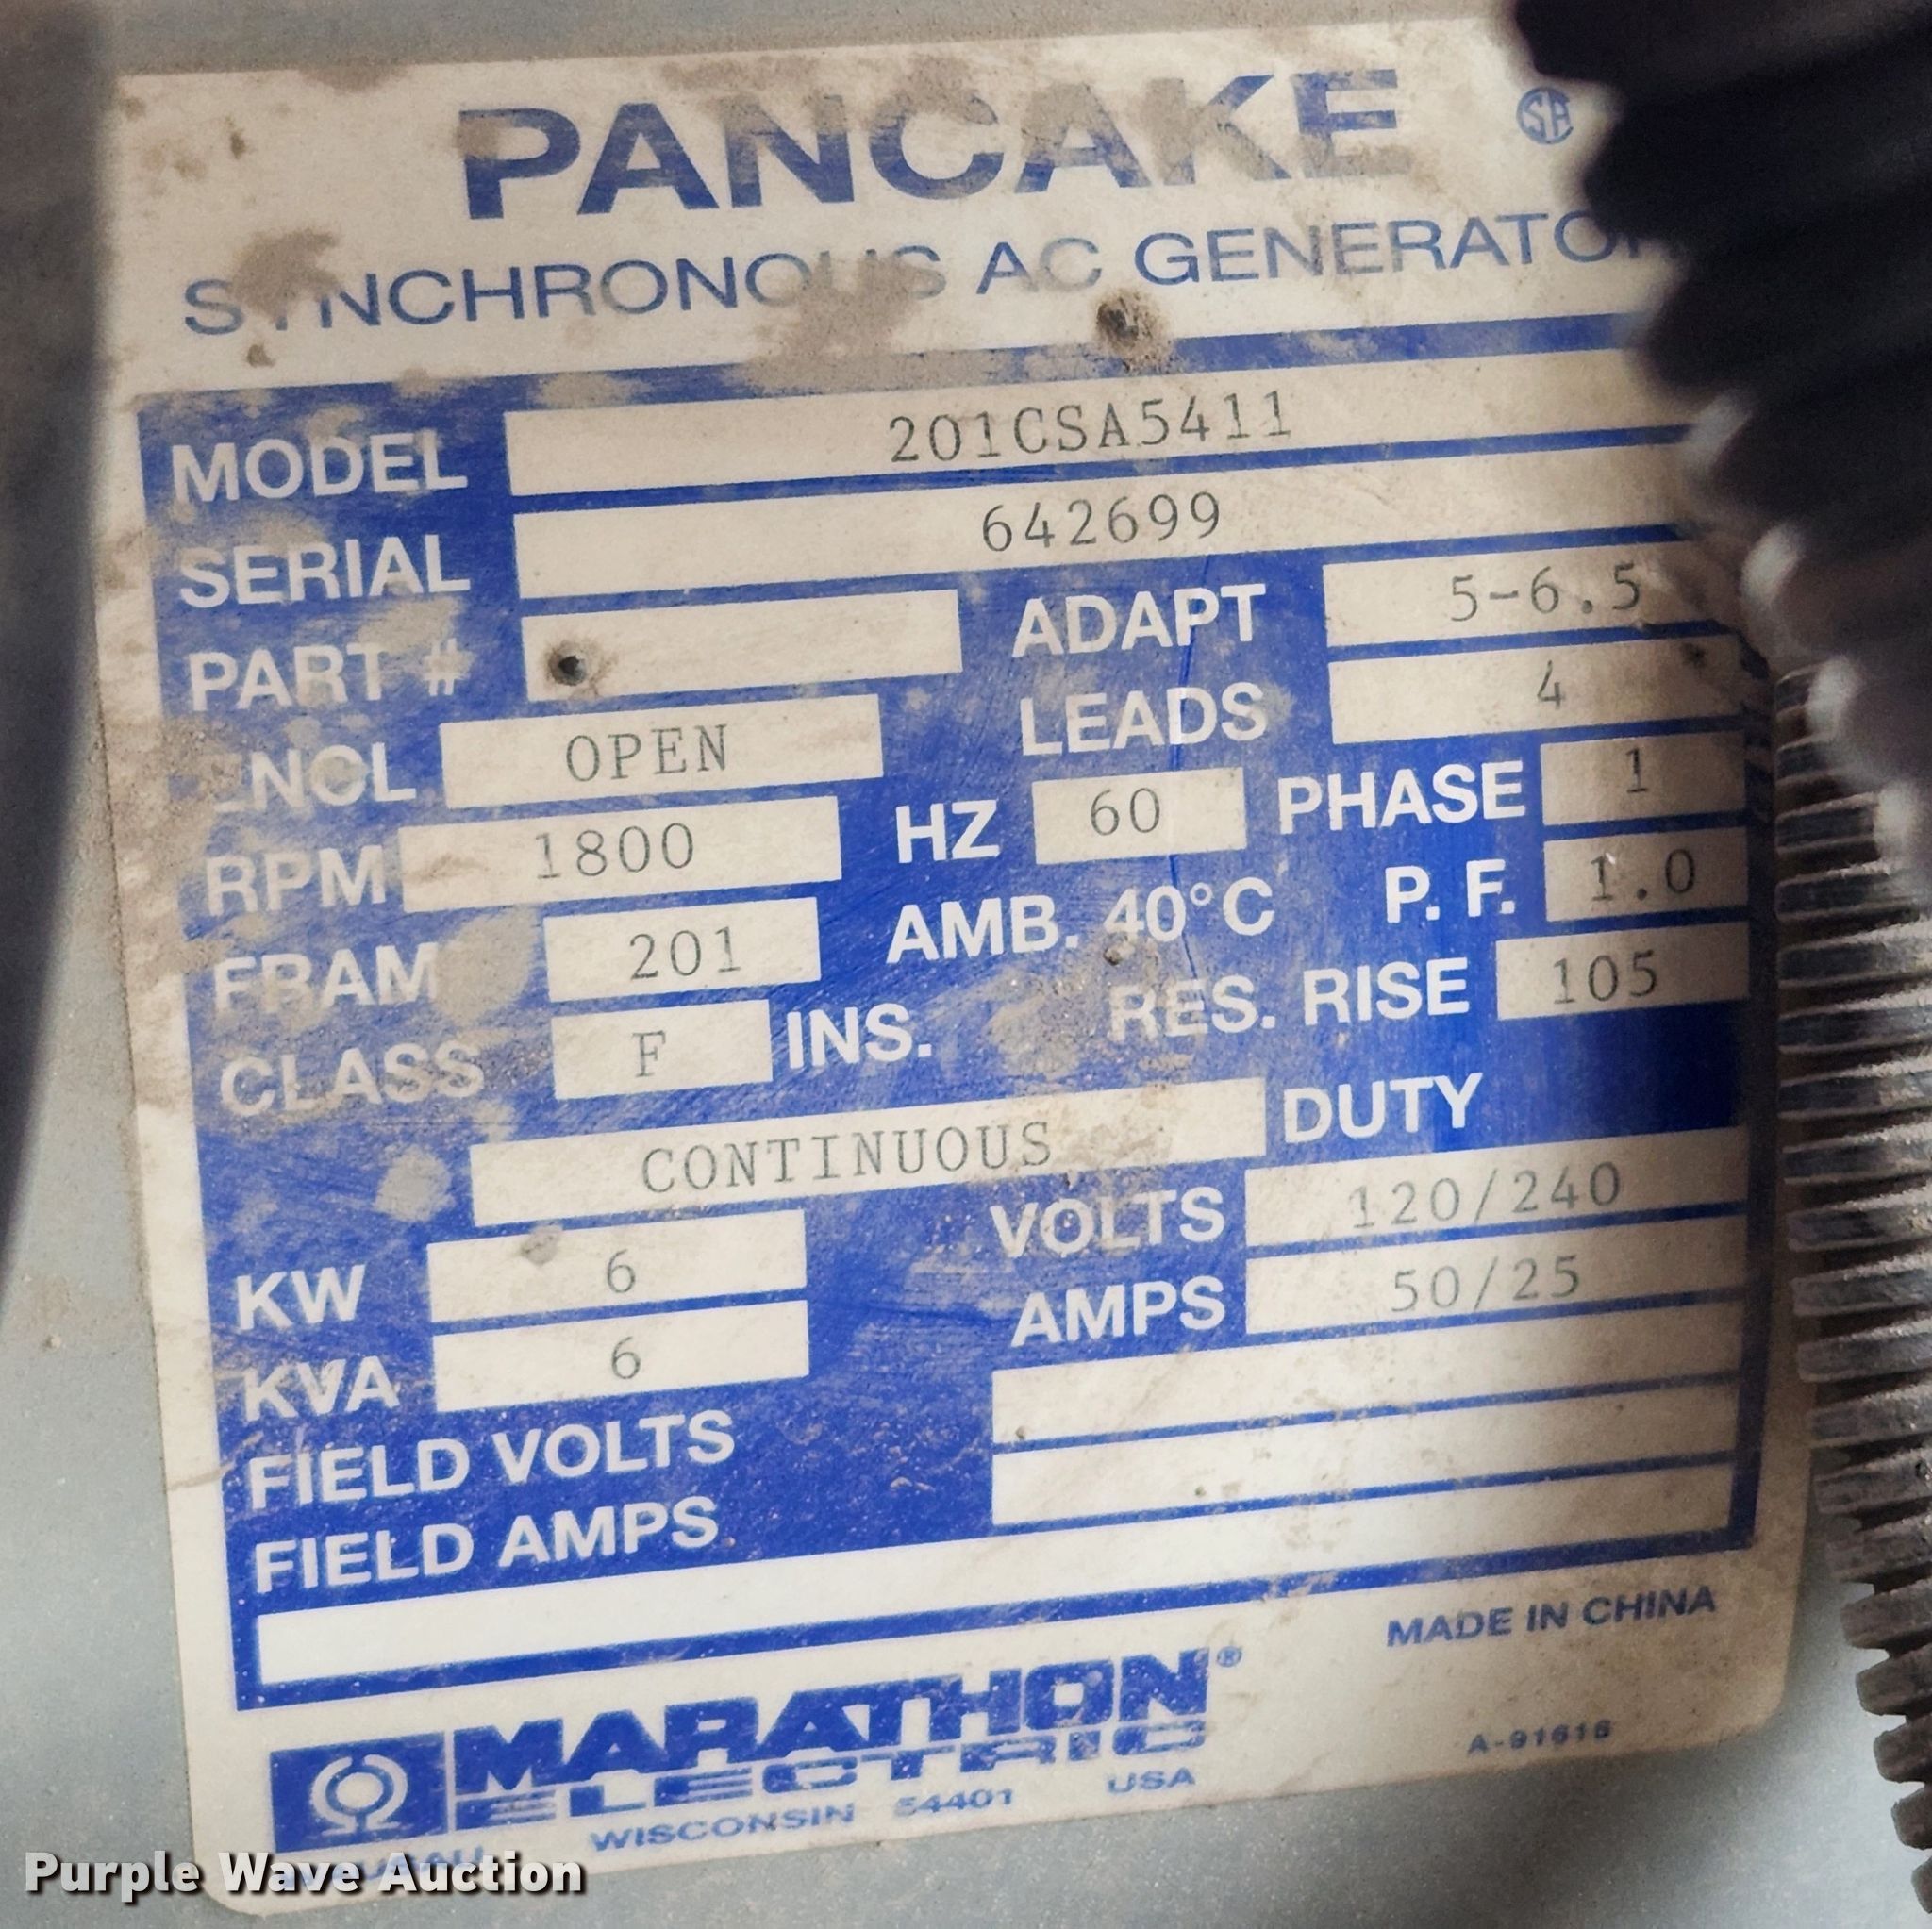 PANCAKE
SYNCHRONOUS AC GENERATOR
MODEL 201CSA5411
SERIAL 642699
PART # ADAPT 5-6.5
ENCL OPEN LEADS 4
RPM 1800 HZ 60 PHASE 1
FRAM 201 AMB. 40°C P. F. 1.0
CLASS F INS. RES. RISE 105
CONTINUOUS DUTY
KW 6 VOLTS 120/240
KVA 6 AMPS 50/25
FIELD VOLTS
FIELD AMPS
MADE IN CHINA
MARATHON®
ELECTRIC
A-91616
WAUSAU WISCONSIN 54401 USA
Purple Wave Auction